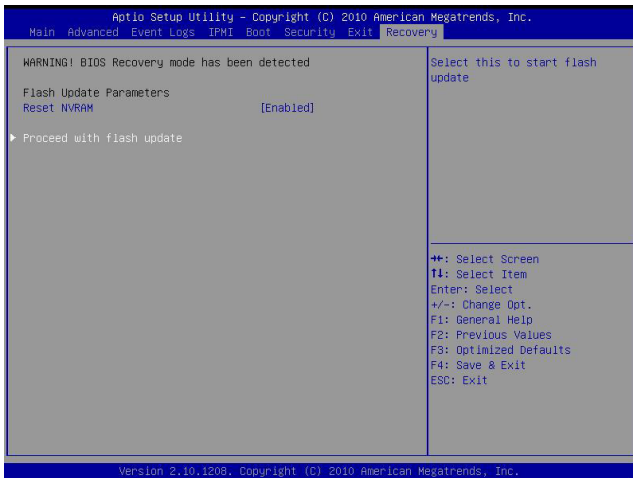 Aptio Setup Utility – Copyright (C) 2010 American Megatrends, Inc.
Main Advanced Event Logs IPMI Boot Security Exit Recovery
WARNING! BIOS Recovery mode has been detected
Flash Update Parameters
Reset NVRAM [Enabled]
▶ Proceed with flash update
Select this to start flash
update
→←: Select Screen
↑↓: Select Item
Enter: Select
+/-: Change Opt.
F1: General Help
F2: Previous Values
F3: Optimized Defaults
F4: Save & Exit
ESC: Exit
Version 2.10.1208. Copyright (C) 2010 American Megatrends, Inc.